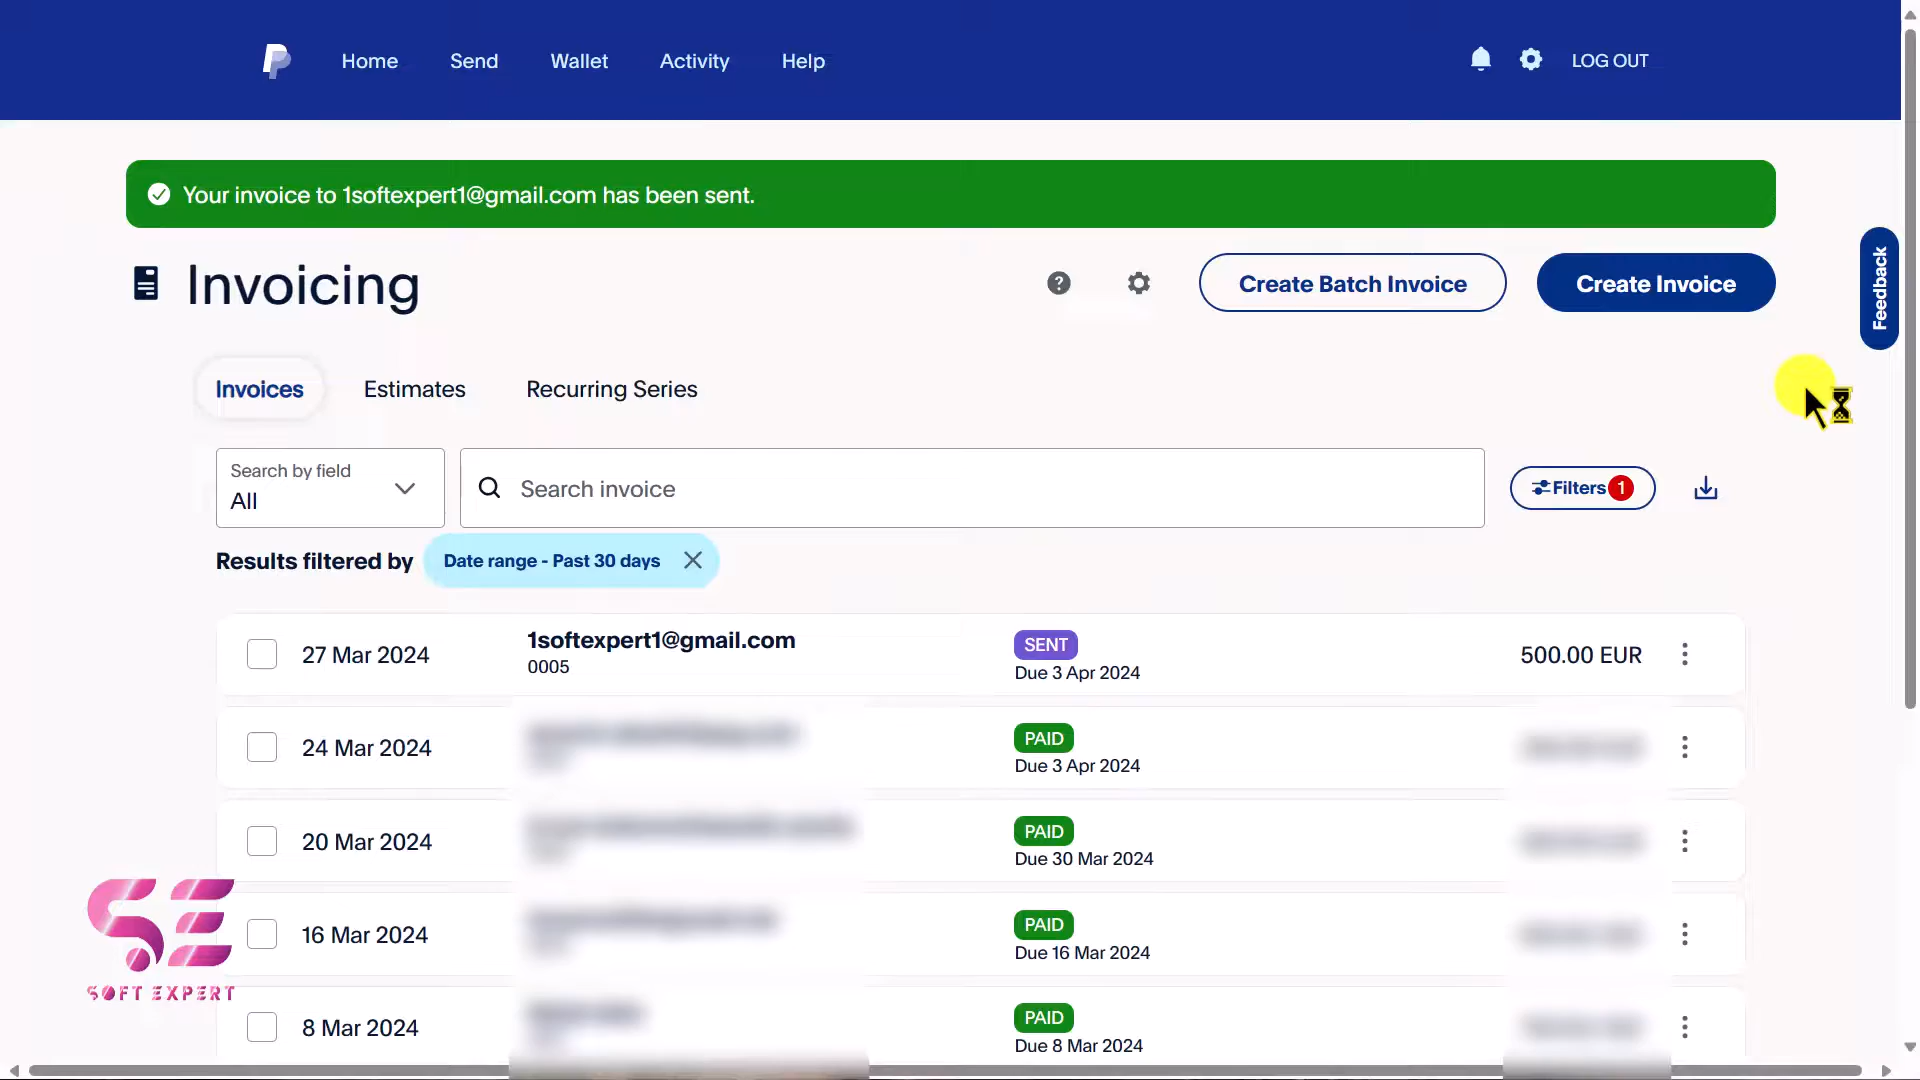 Home Send Wallet Activity Help LOG OUT
Your invoice to 1softexpert1@gmail.com has been sent.
Invoicing
Create Batch Invoice
Create Invoice
Feedback
Invoices Estimates Recurring Series
Search by field
All
Search invoice
Filters 1
Results filtered by Date range - Past 30 days
27 Mar 2024 1softexpert1@gmail.com SENT 500.00 EUR
0005 Due 3 Apr 2024
24 Mar 2024 PAID
Due 3 Apr 2024
20 Mar 2024 PAID
Due 30 Mar 2024
16 Mar 2024 PAID
Due 16 Mar 2024
8 Mar 2024 PAID
Due 8 Mar 2024
SE
SOFT EXPERT